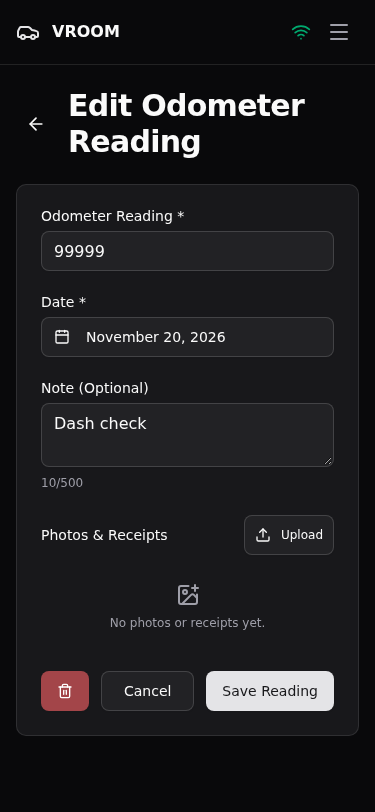 VROOM
Edit Odometer
Reading
Odometer Reading *
99999
Date *
November 20, 2026
Note (Optional)
Dash check
10/500
Photos & Receipts
Upload
No photos or receipts yet.
Cancel
Save Reading